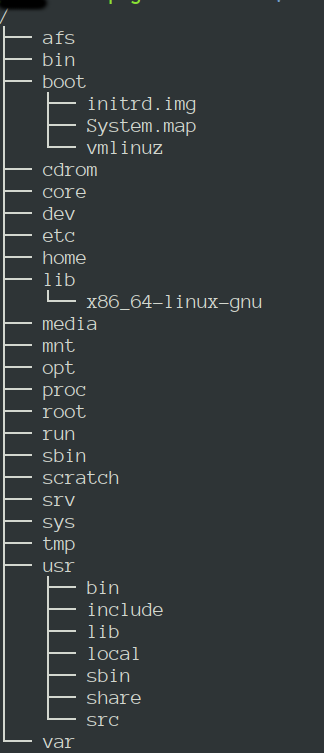 /
├── afs
├── bin
├── boot
│   ├── initrd.img
│   ├── System.map
│   └── vmlinuz
├── cdrom
├── core
├── dev
├── etc
├── home
├── lib
│   └── x86_64-linux-gnu
├── media
├── mnt
├── opt
├── proc
├── root
├── run
├── sbin
├── scratch
├── srv
├── sys
├── tmp
├── usr
│   ├── bin
│   ├── include
│   ├── lib
│   ├── local
│   ├── sbin
│   ├── share
│   └── src
└── var